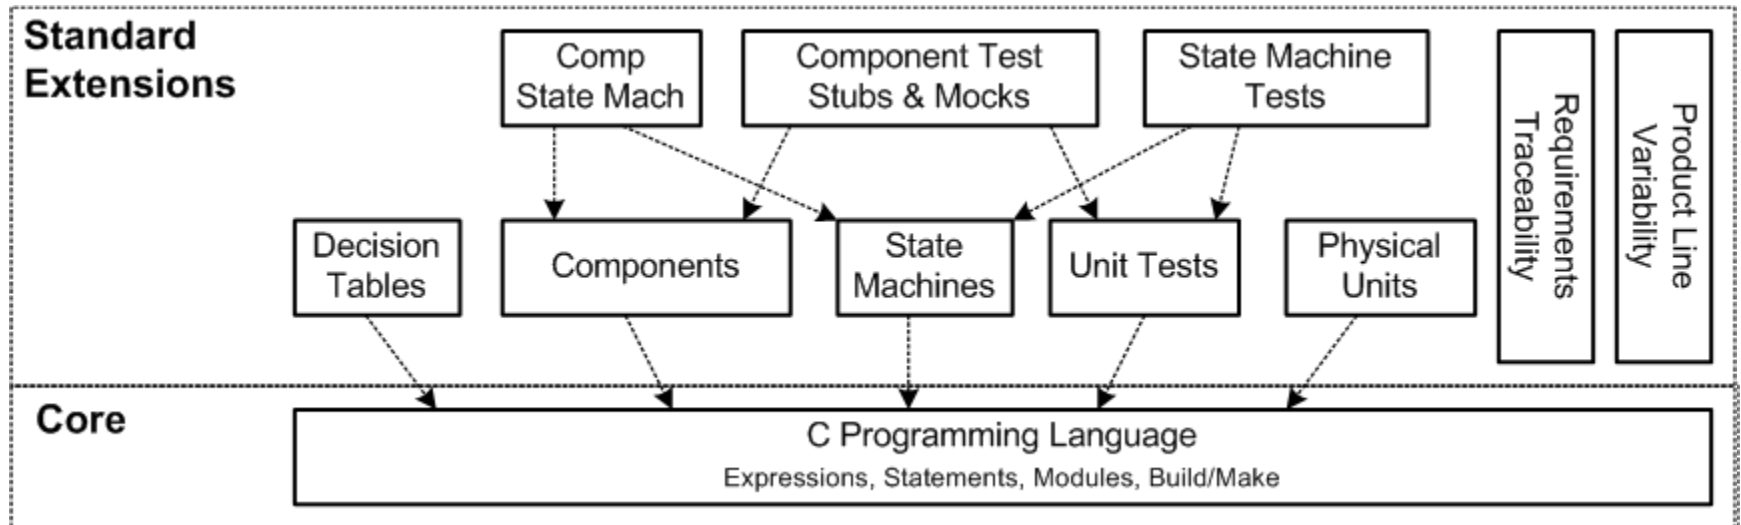 Standard
Extensions
Comp
State Mach
Component Test
Stubs & Mocks
State Machine
Tests
Requirements
Traceability
Product Line
Variability
Decision
Tables
Components
State
Machines
Unit Tests
Physical
Units
Core
C Programming Language
Expressions, Statements, Modules, Build/Make